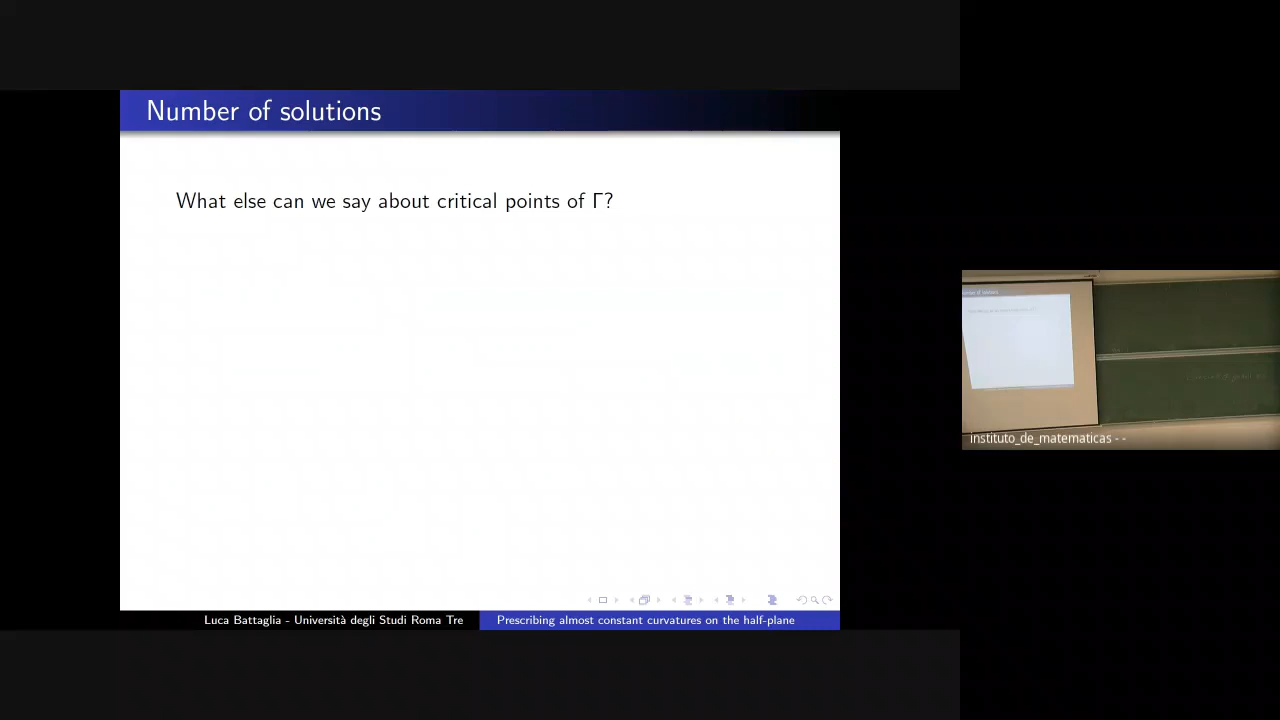 Number of solutions
What else can we say about critical points of Γ?
Luca Battaglia - Università degli Studi Roma Tre
Prescribing almost constant curvatures on the half-plane
instituto_de_matematicas - -